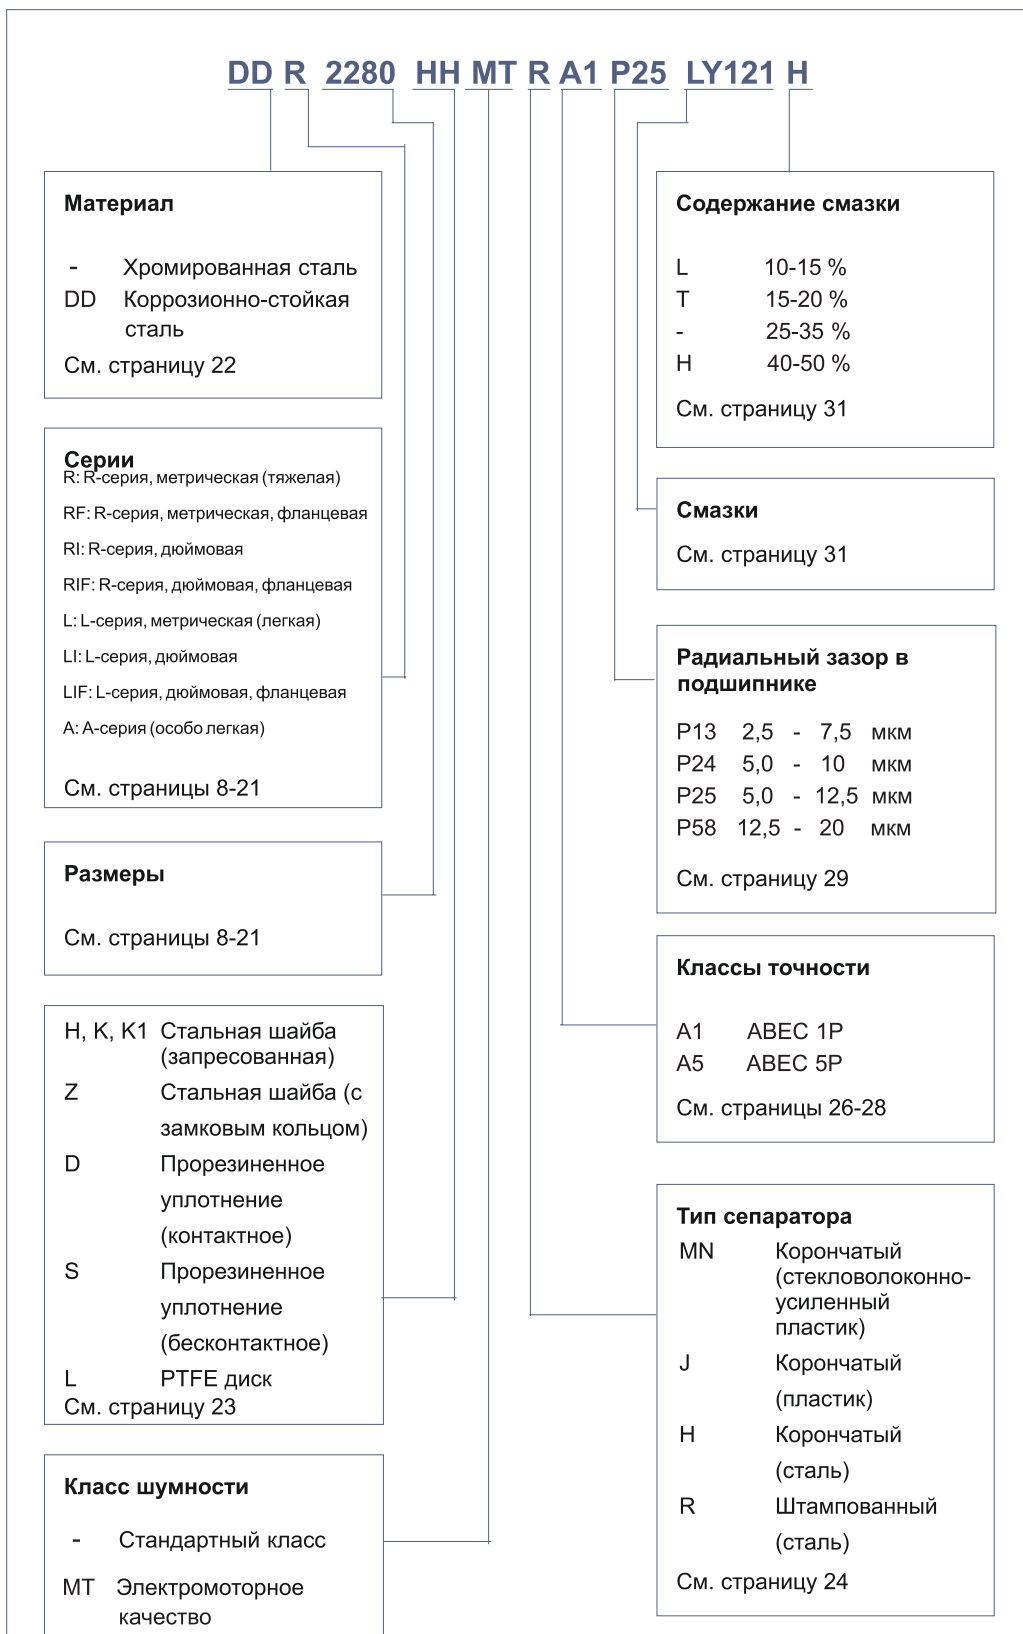 DD R 2280 HH MT R A1 P25 LY121 H
Материал
- Хромированная сталь
DD Коррозионно-стойкая
сталь
См. страницу 22
Серии
R: R-серия, метрическая (тяжелая)
RF: R-серия, метрическая, фланцевая
RI: R-серия, дюймовая
RIF: R-серия, дюймовая, фланцевая
L: L-серия, метрическая (легкая)
LI: L-серия, дюймовая
LIF: L-серия, дюймовая, фланцевая
A: A-серия (особо легкая)
См. страницы 8-21
Размеры
См. страницы 8-21
H, K, K1 Стальная шайба
(запресованная)
Z Стальная шайба (с
замковым кольцом)
D Прорезиненное
уплотнение
(контактное)
S Прорезиненное
уплотнение
(бесконтактное)
L PTFE диск
См. страницу 23
Класс шумности
- Стандартный класс
MT Электромоторное
качество
Содержание смазки
L 10-15 %
T 15-20 %
- 25-35 %
H 40-50 %
См. страницу 31
Смазки
См. страницу 31
Радиальный зазор в
подшипнике
P13 2,5 - 7,5 мкм
P24 5,0 - 10 мкм
P25 5,0 - 12,5 мкм
P58 12,5 - 20 мкм
См. страницу 29
Классы точности
A1 ABEC 1P
A5 ABEC 5P
См. страницы 26-28
Тип сепаратора
MN Корончатый
(стекловолоконно-
усиленный
пластик)
J Корончатый
(пластик)
H Корончатый
(сталь)
R Штампованный
(сталь)
См. страницу 24